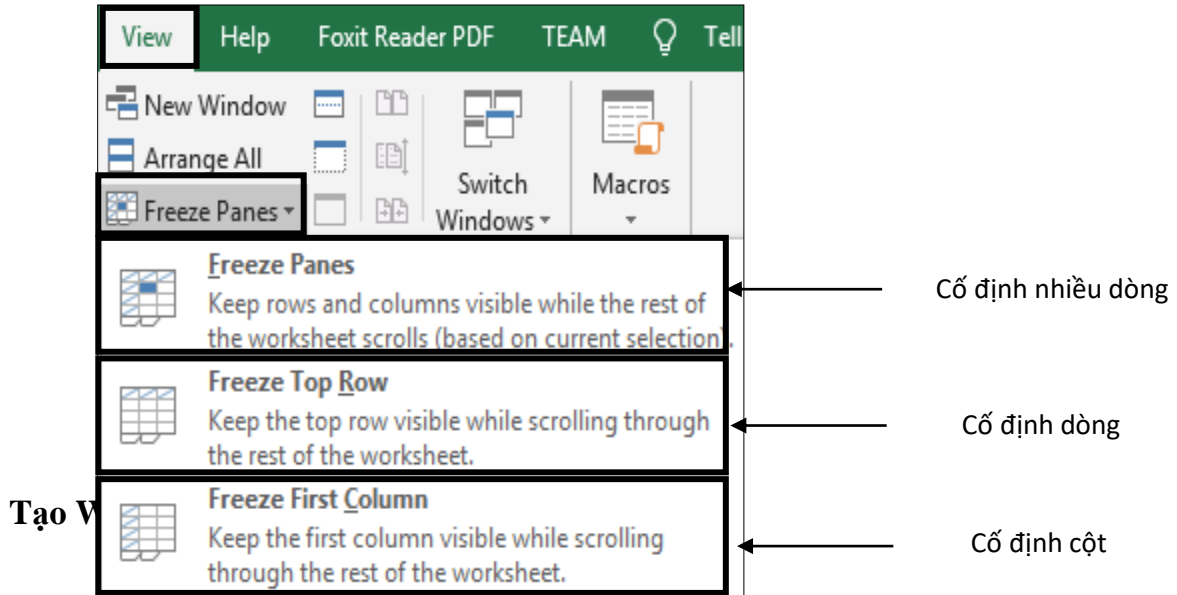 View Help Foxit Reader PDF TEAM Tell
New Window
Arrange All
Freeze Panes
Switch
Windows
Macros
Freeze Panes
Keep rows and columns visible while the rest of
the worksheet scrolls (based on current selection).
Cố định nhiều dòng
Freeze Top Row
Keep the top row visible while scrolling through
the rest of the worksheet.
Cố định dòng
Freeze First Column
Keep the first column visible while scrolling
through the rest of the worksheet.
Cố định cột
Tạo